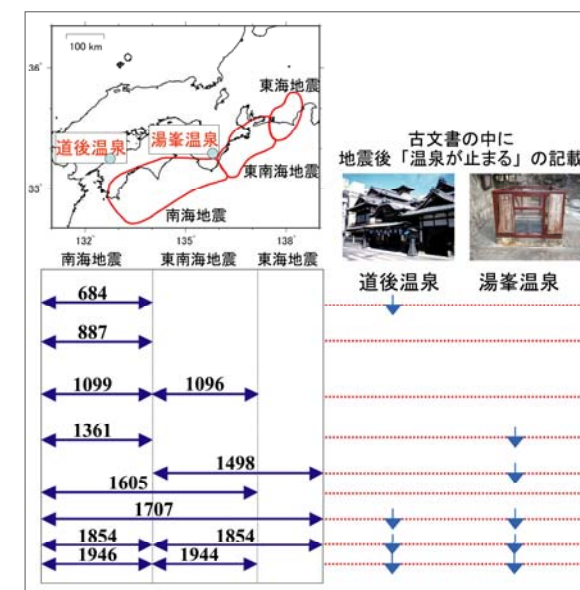 100 km
36°
東海地震
道後温泉
湯峯温泉
東南海地震
33°
南海地震
132°
135°
138°
古文書の中に
地震後「温泉が止まる」の記載
道後温泉 湯峯温泉
南海地震 東南海地震 東海地震
684
887
1099 1096
1361
1498
1605
1707
1854 1854
1946 1944